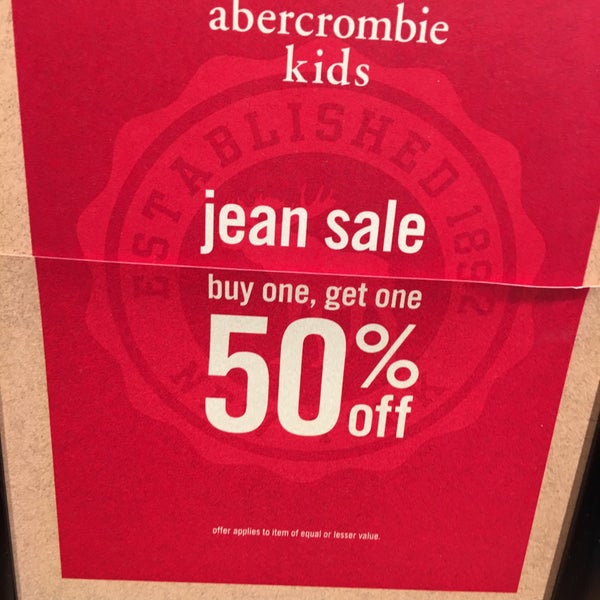 abercrombie
kids
ESTABLISHED 1892
jean sale
buy one, get one
50% off
offer applies to item of equal or lesser value.